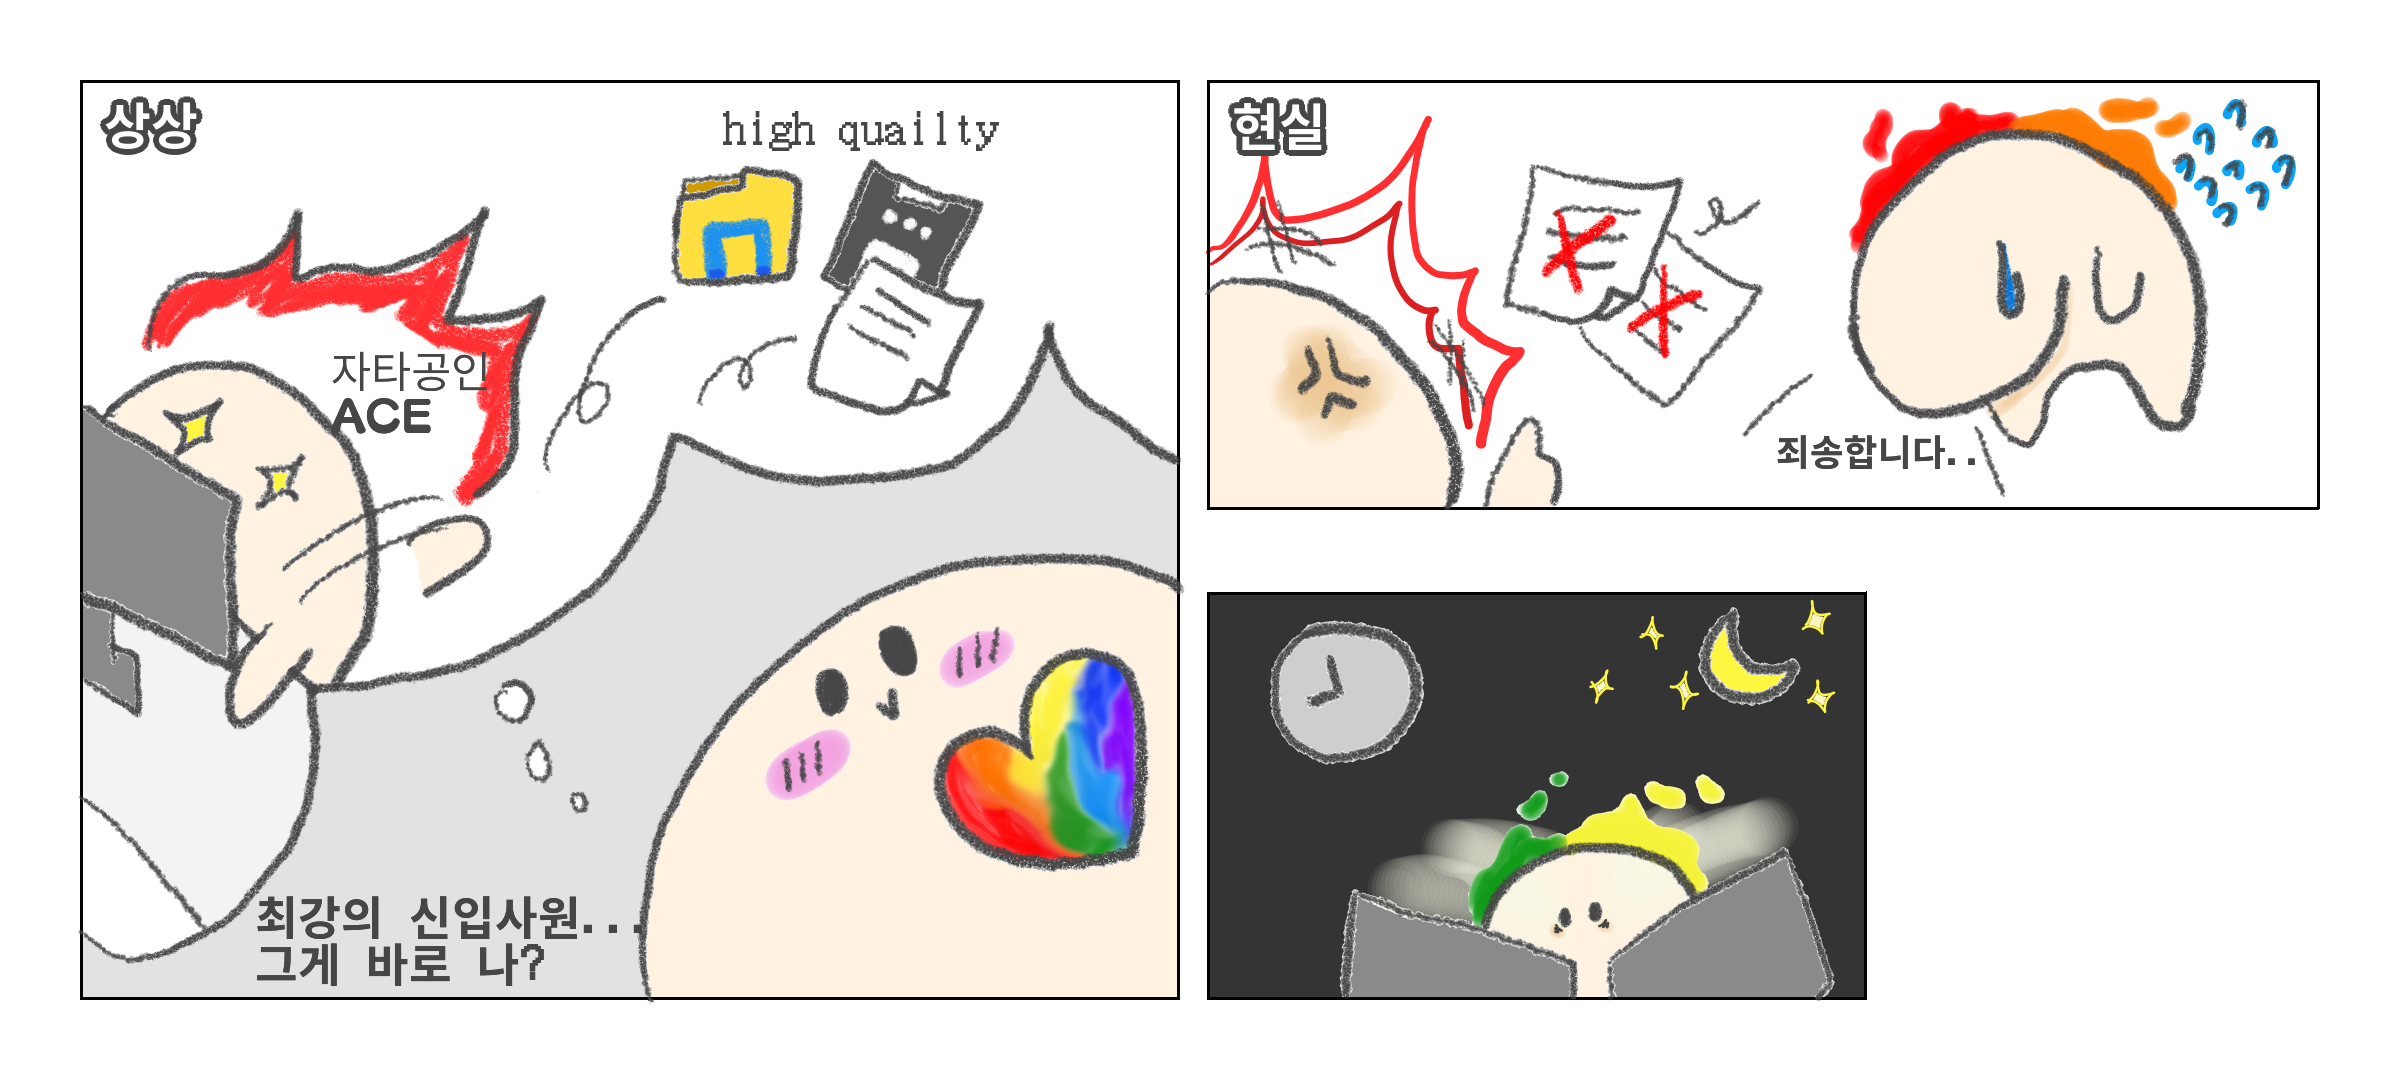 상상
high quailty
자타공인
ACE
최강의 신입사원...
그게 바로 나?
현실
죄송합니다..